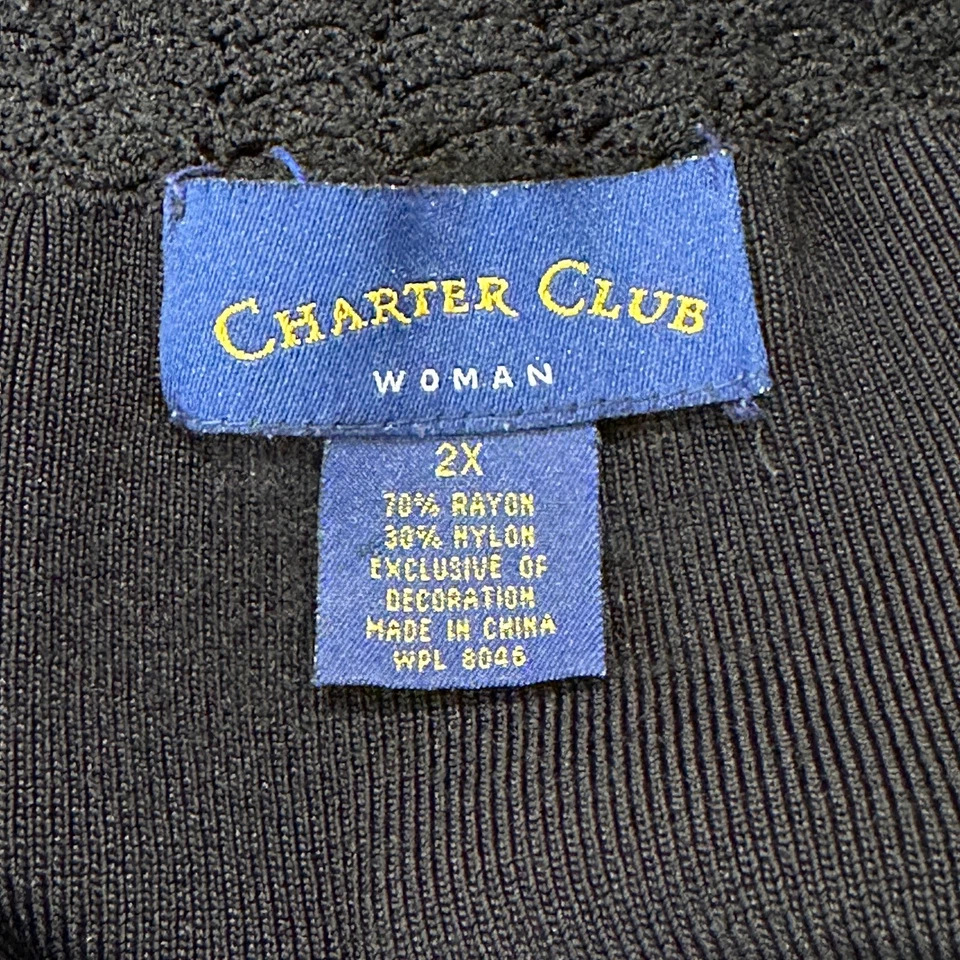 CHARTER CLUB
WOMAN
2X
70% RAYON
30% NYLON
EXCLUSIVE OF
DECORATION
MADE IN CHINA
WPL 8046